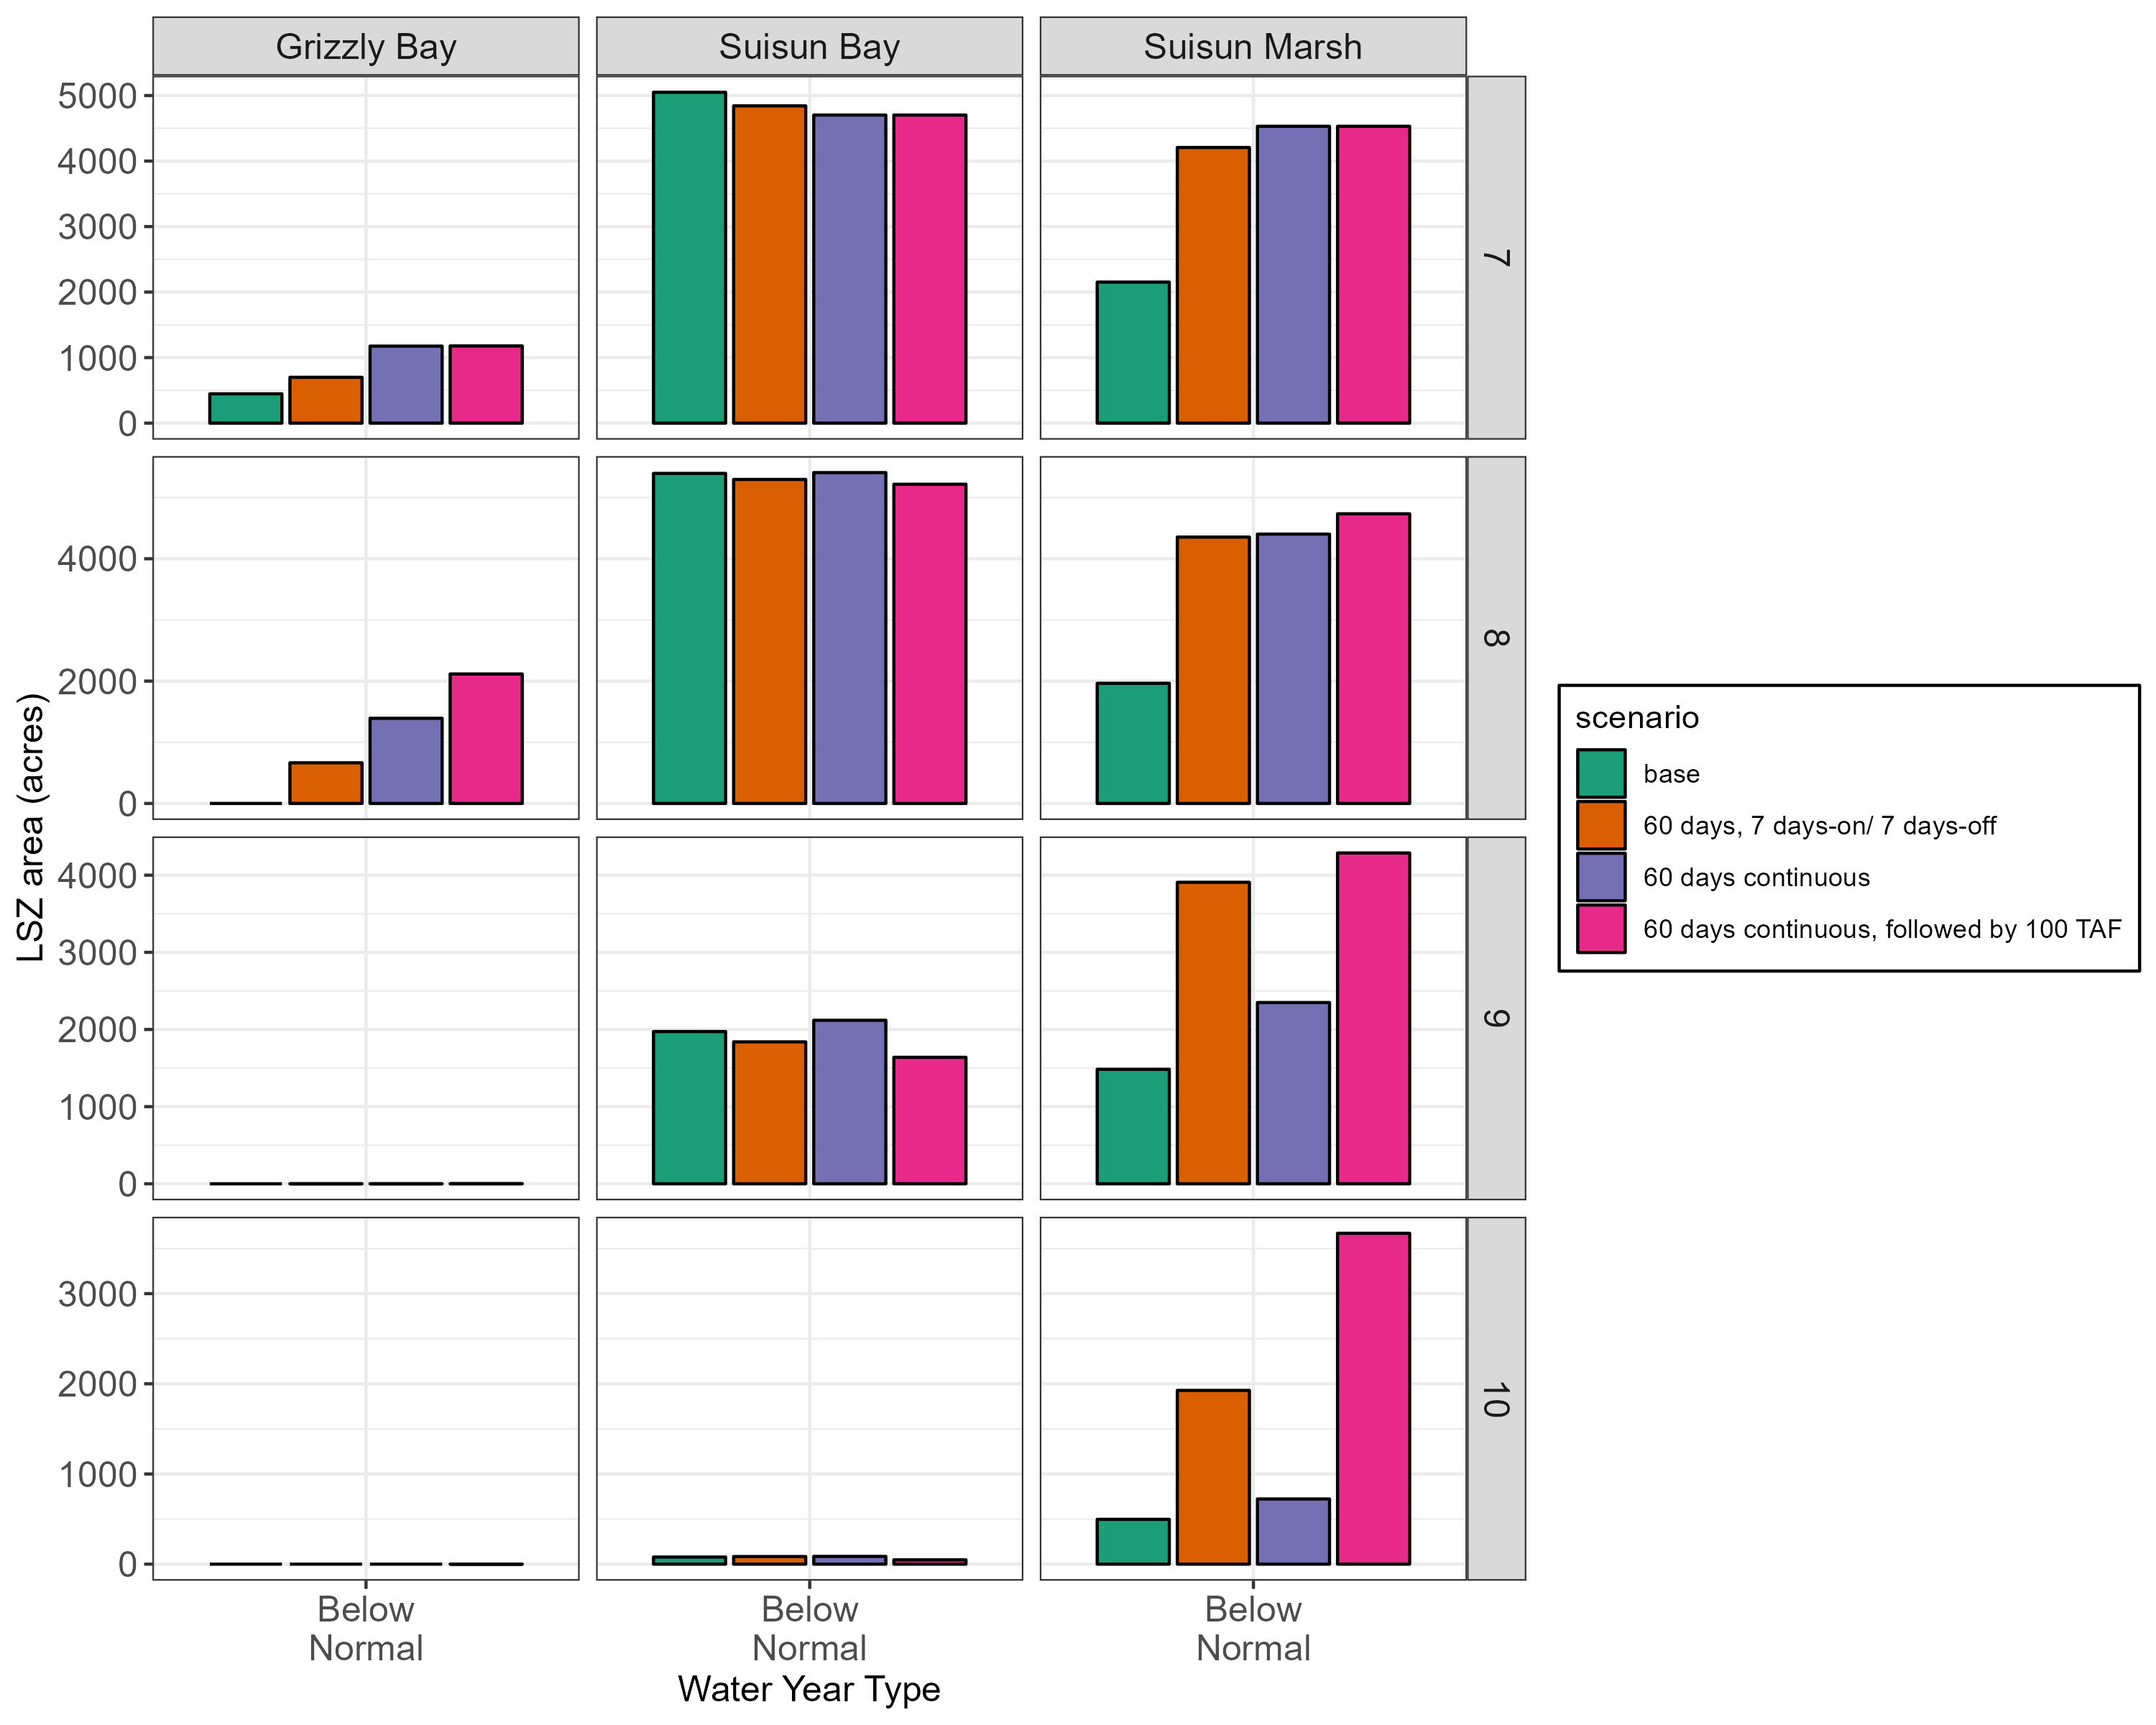 Grizzly Bay
Suisun Bay
Suisun Marsh
5000
4000
3000
2000
1000
0
7
4000
2000
0
8
4000
3000
2000
1000
0
9
3000
2000
1000
0
10
LSZ area (acres)
Below
Normal
Below
Normal
Below
Normal
Water Year Type
scenario
base
60 days, 7 days-on/ 7 days-off
60 days continuous
60 days continuous, followed by 100 TAF